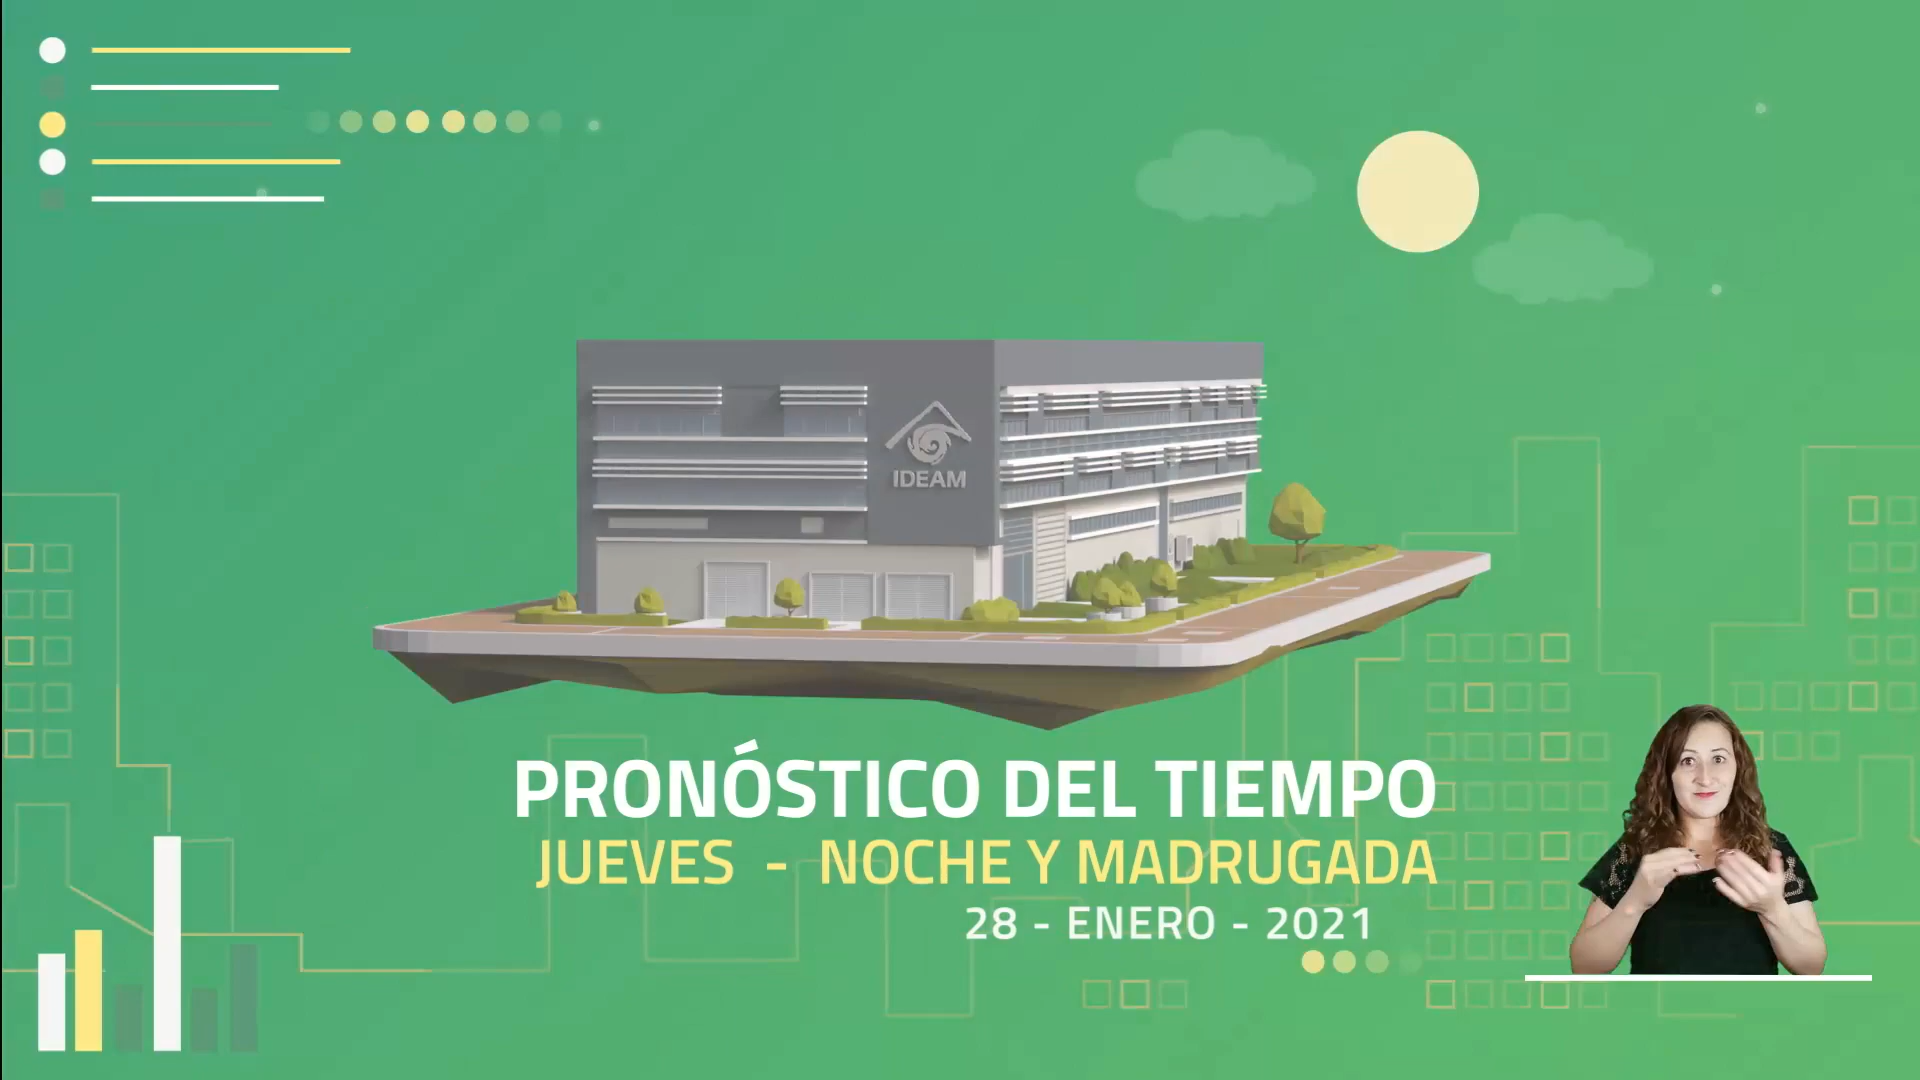 IDEAM
PRONÓSTICO DEL TIEMPO
JUEVES - NOCHE Y MADRUGADA
28 - ENERO - 2021